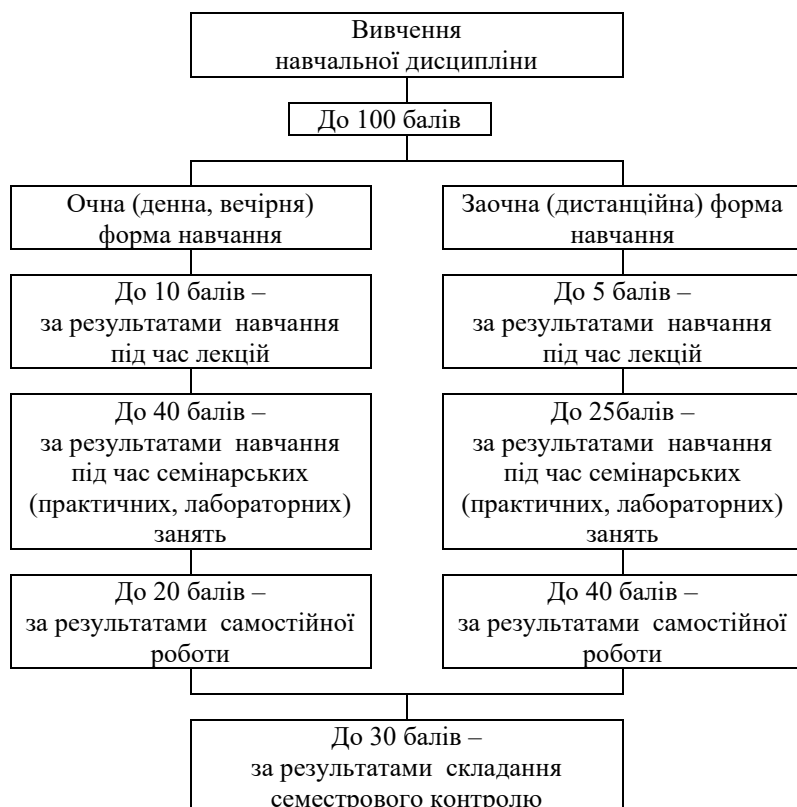 Вивчення
навчальної дисципліни
До 100 балів
Очна (денна, вечірня)
форма навчання
До 10 балів –
за результатами навчання
під час лекцій
До 40 балів –
за результатами навчання
під час семінарських
(практичних, лабораторних)
занять
До 20 балів –
за результатами самостійної
роботи
Заочна (дистанційна) форма
навчання
До 5 балів –
за результатами навчання
під час лекцій
До 25балів –
за результатами навчання
під час семінарських
(практичних, лабораторних)
занять
До 40 балів –
за результатами самостійної
роботи
До 30 балів –
за результатами складання
семестрового контролю